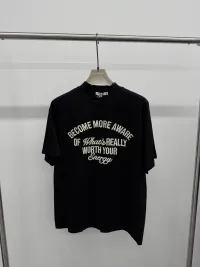 BECOME MORE AWARE
OF What's REALLY
WORTH YOUR
Energy